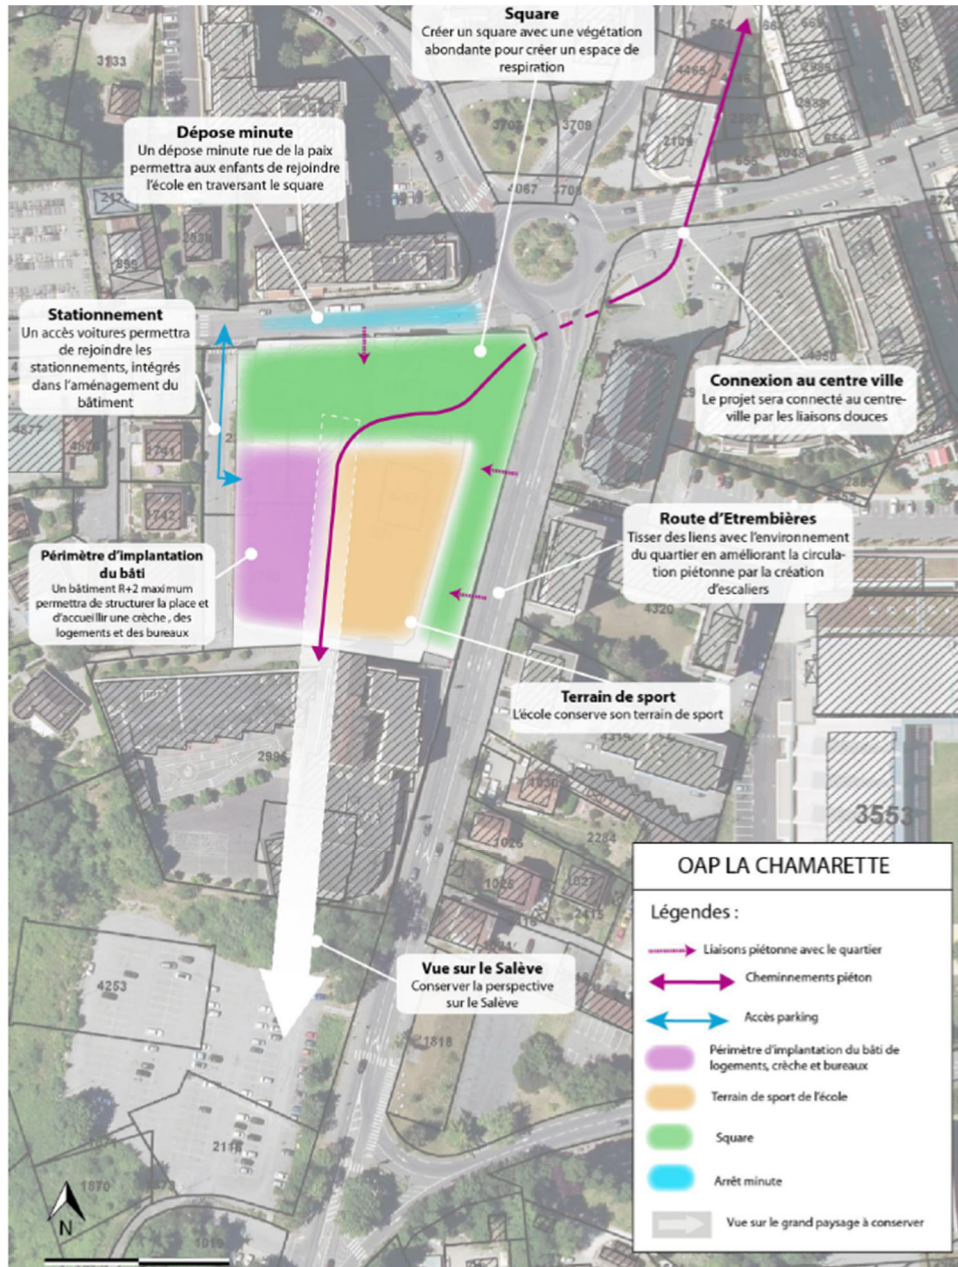 Square
Créer un square avec une végétation
abondante pour créer un espace de
respiration
Dépose minute
Un dépose minute rue de la paix
permettra aux enfants de rejoindre
l'école en traversant le square
Stationnement
Un accès voitures permettra
de rejoindre les
stationnements, intégrés
dans l'aménagement du
bâtiment
Connexion au centre ville
Le projet sera connecté au centre-
ville par les liaisons douces
Route d'Etrembières
Tisser des liens avec l'environnement
du quartier en améliorant la circula-
tion piétonne par la création
d'escaliers
Périmètre d'implantation
du bâti
Un bâtiment R+2 maximum
permettra de structurer la place et
d'accueillir une crèche , des
logements et des bureaux
Terrain de sport
L'école conserve son terrain de sport
Vue sur le Salève
Conserver la perspective
sur le Salève
3133
4465
2109
3709
4067
3708
899
3741
3742
4320
2284
1818
3553
4253
2116
1870
1019
N
OAP LA CHAMARETTE
Légendes :
Liaisons piétonne avec le quartier
Cheminnements piéton
Accès parking
Périmètre d'implantation du bâti de
logements, crèche et bureaux
Terrain de sport de l'école
Square
Arrêt minute
Vue sur le grand paysage à conserver